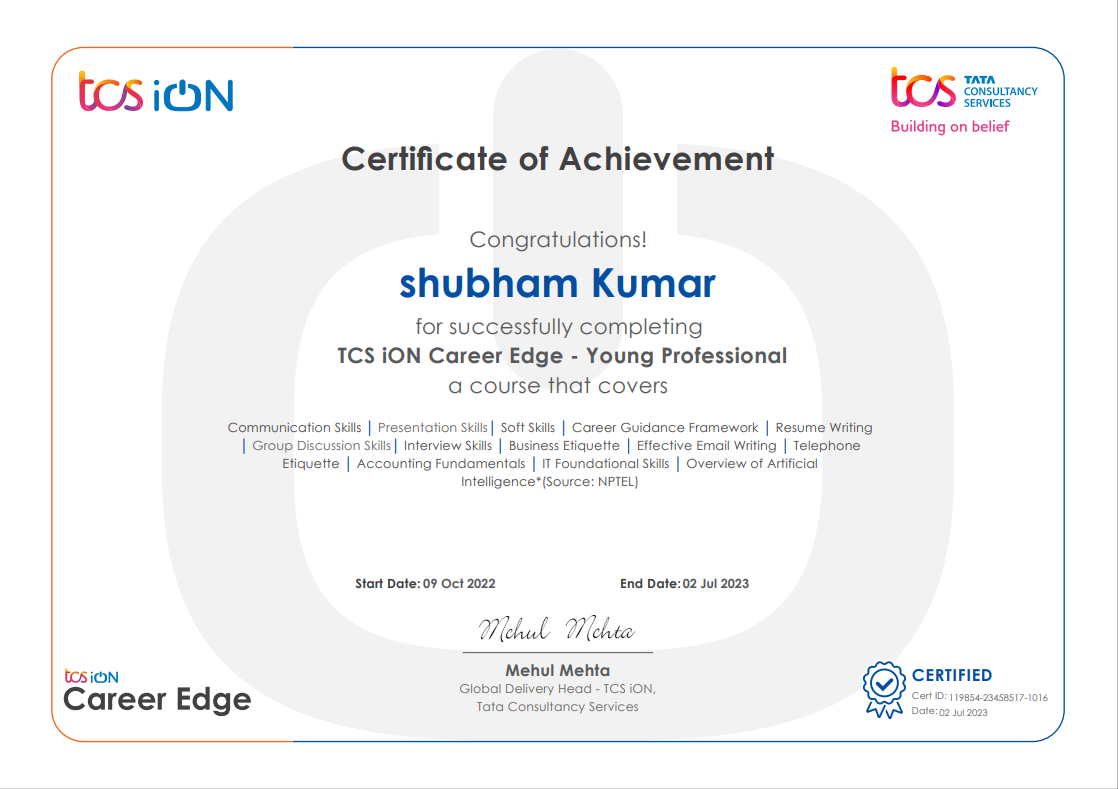 tcs iON
tcs TATA
CONSULTANCY
SERVICES
Building on belief
Certificate of Achievement
Congratulations!
shubham Kumar
for successfully completing
TCS iON Career Edge - Young Professional
a course that covers
Communication Skills | Presentation Skills | Soft Skills | Career Guidance Framework | Resume Writing
| Group Discussion Skills | Interview Skills | Business Etiquette | Effective Email Writing | Telephone
Etiquette | Accounting Fundamentals | IT Foundational Skills | Overview of Artificial
Intelligence*(Source: NPTEL)
Start Date: 09 Oct 2022 End Date: 02 Jul 2023
Mehul Mehta
Mehul Mehta
Global Delivery Head - TCS iON,
Tata Consultancy Services
tcs iON
Career Edge
CERTIFIED
Cert ID: 119854-23458517-1016
Date: 02 Jul 2023